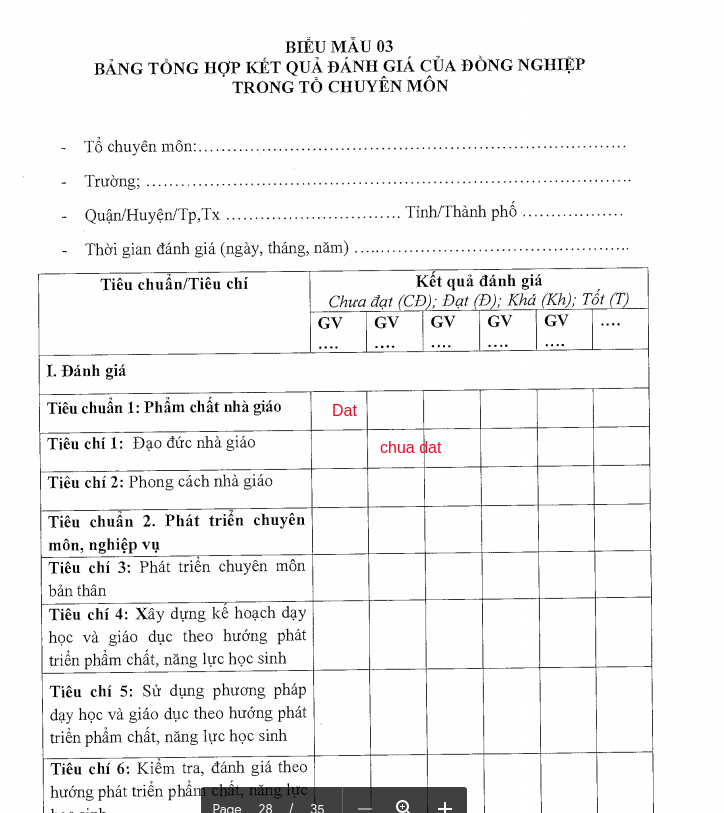 BIỂU MẪU 03
BẢNG TỔNG HỢP KẾT QUẢ ĐÁNH GIÁ CỦA ĐỒNG NGHIỆP
TRONG TỔ CHUYÊN MÔN
- Tổ chuyên môn:……………………………………………………………………
- Trường; …………………………………………………………………………
- Quận/Huyện/Tp,Tx …………………………. Tỉnh/Thành phố ………………
- Thời gian đánh giá (ngày, tháng, năm) …..……………………………………..
Tiêu chuẩn/Tiêu chí
Kết quả đánh giá
Chưa đạt (CĐ); Đạt (Đ); Khá (Kh); Tốt (T)
GV GV GV GV GV ….
…. …. …. …. ….
I. Đánh giá
Tiêu chuẩn 1: Phẩm chất nhà giáo Dat
Tiêu chí 1: Đạo đức nhà giáo chua dat
Tiêu chí 2: Phong cách nhà giáo
Tiêu chuẩn 2. Phát triển chuyên
môn, nghiệp vụ
Tiêu chí 3: Phát triển chuyên môn
bản thân
Tiêu chí 4: Xây dựng kế hoạch dạy
học và giáo dục theo hướng phát
triển phẩm chất, năng lực học sinh
Tiêu chí 5: Sử dụng phương pháp
dạy học và giáo dục theo hướng phát
triển phẩm chất, năng lực học sinh
Tiêu chí 6: Kiểm tra, đánh giá theo
hướng phát triển phẩm chất, năng lực
học sinh
Page 28 / 35